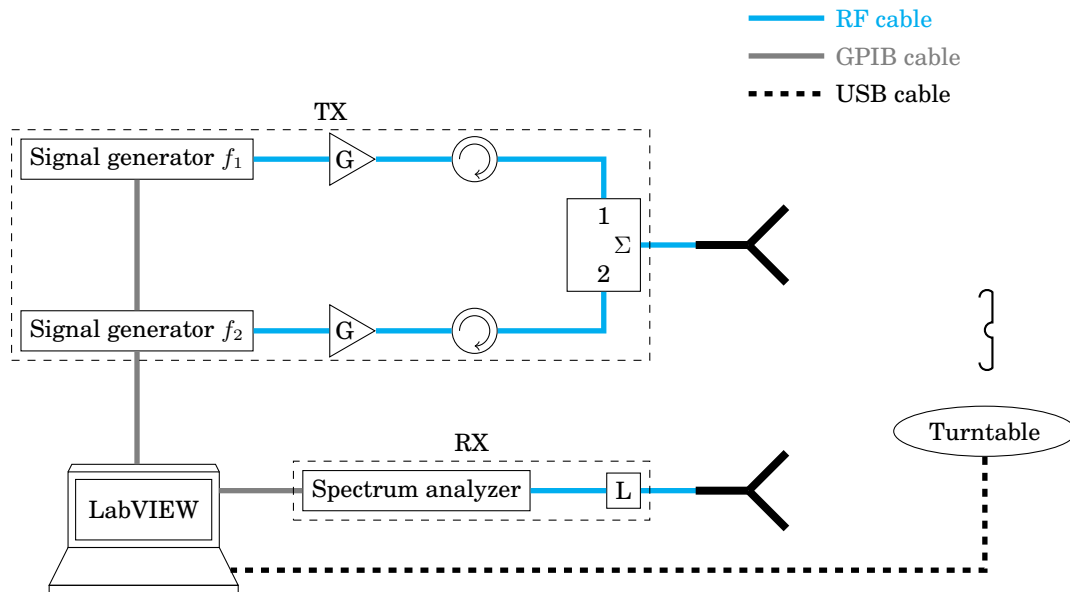 RF cable
GPIB cable
USB cable
TX
Signal generator f₁
G
1
Σ
2
Signal generator f₂
G
Turntable
RX
LabVIEW
Spectrum analyzer
L